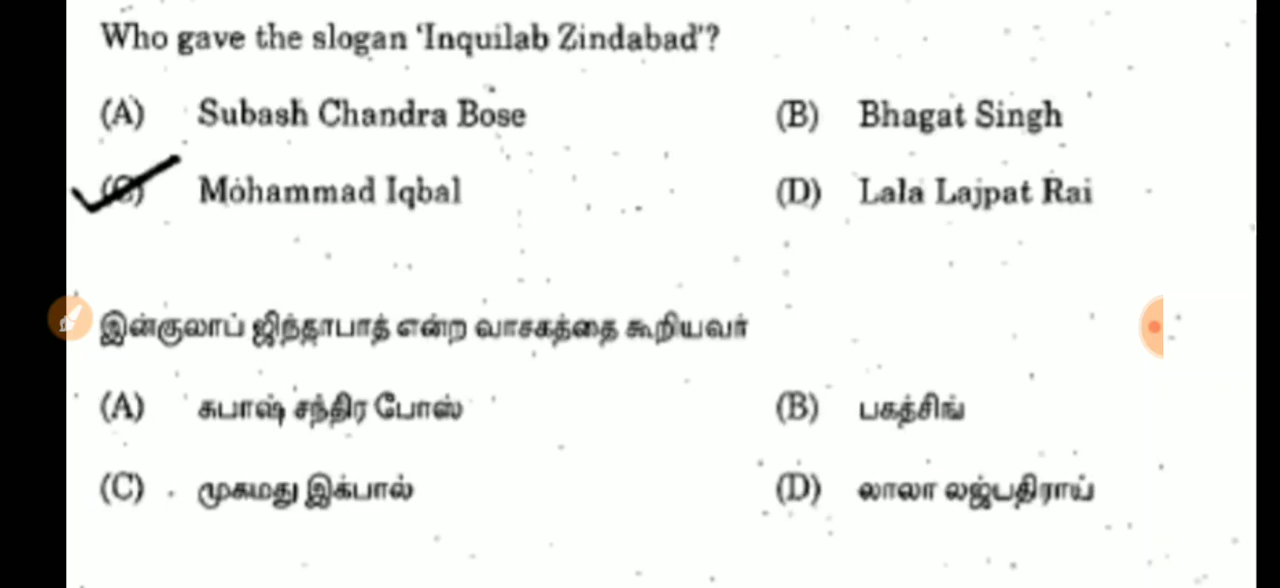 Who gave the slogan 'Inquilab Zindabad'?
(A) Subash Chandra Bose (B) Bhagat Singh
(C) Mohammad Iqbal (D) Lala Lajpat Rai
இன்குலாப் ஜிந்தாபாத் என்ற வாசகத்தை கூறியவர்
(A) சுபாஷ் சந்திர போஸ் (B) பகத்சிங்
(C) முகமது இக்பால் (D) லாலா லஜ்பதிராய்